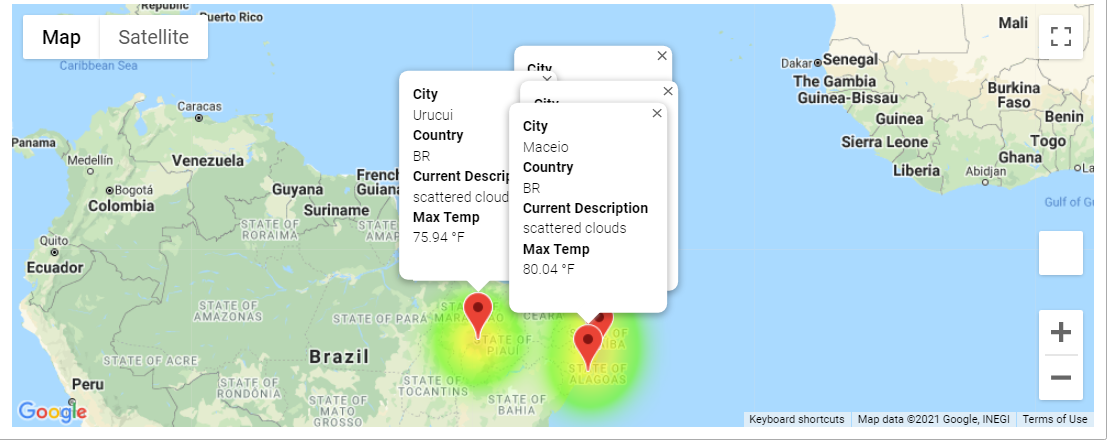 Map
Satellite
Republic
Puerto Rico
Caribbean Sea
Caracas
Panama
Medellín
Venezuela
Bogotá
Colombia
Guyana
Suriname
French
Guiana
Quito
Ecuador
STATE OF
RORAIMA
STATE OF
STATE OF
AMAZONAS
STATE OF PARÁ
STATE OF ACRE
STATE OF
RONDÔNIA
Brazil
STATE OF
MATO
GROSSO
STATE OF
TOCANTINS
STATE OF
BAHIA
Peru
STATE OF
MARANHÃO
STATE OF
PIAUÍ
CEARÁ
STATE OF
ALAGOAS
City
Urucui
Country
BR
Current Descrip
scattered cloud
Max Temp
75.94 °F
City
City
City
Maceio
Country
BR
Current Description
scattered clouds
Max Temp
80.04 °F
Mali
Dakar
Senegal
The Gambia
Guinea-Bissau
Burkina
Faso
Guinea
Benin
Togo
Sierra Leone
Ghana
Liberia
Abidjan
La
Gulf of Gu
Google
Keyboard shortcuts
Map data ©2021 Google, INEGI
Terms of Use